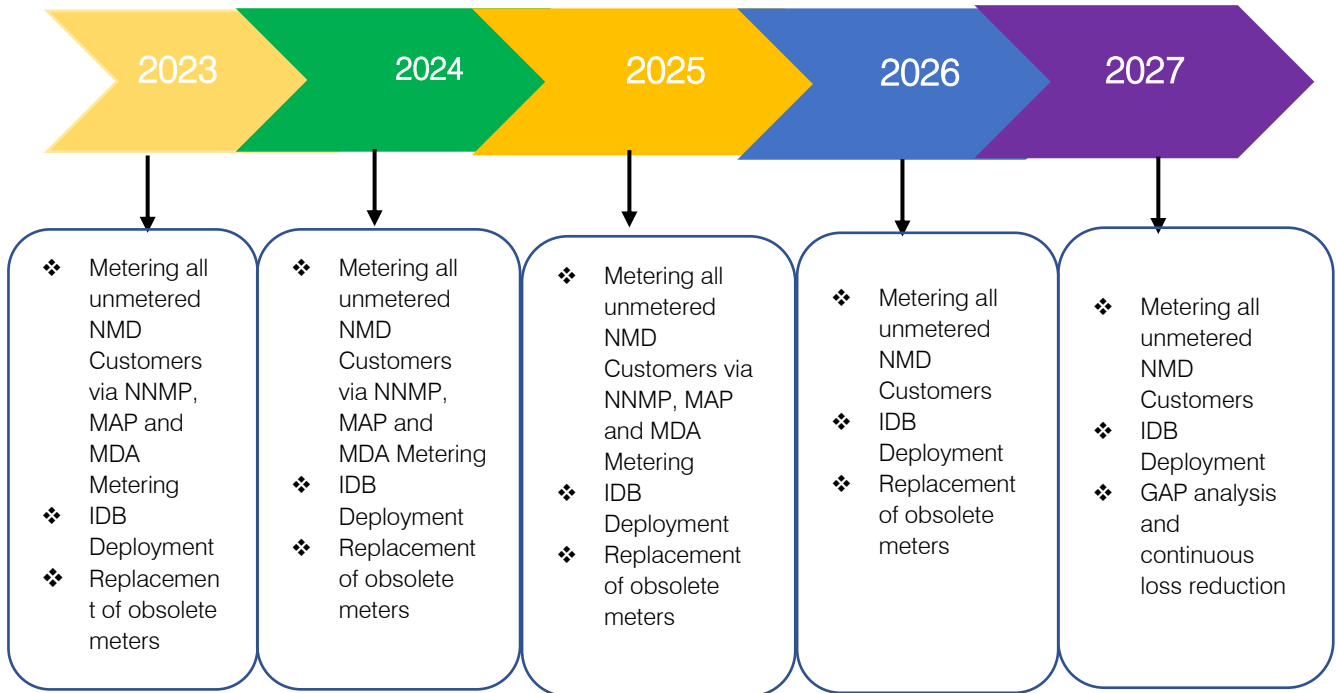 2023
2024
2025
2026
2027
❖ Metering all
unmetered
NMD
Customers
via NNMP,
MAP and
MDA
Metering
❖ IDB
Deployment
❖ Replacemen
t of obsolete
meters
❖ Metering all
unmetered
NMD
Customers
via NNMP,
MAP and
MDA Metering
❖ IDB
Deployment
❖ Replacement
of obsolete
meters
❖ Metering all
unmetered
NMD
Customers via
NNMP, MAP
and MDA
Metering
❖ IDB
Deployment
❖ Replacement
of obsolete
meters
❖ Metering all
unmetered
NMD
Customers
❖ IDB
Deployment
❖ Replacement
of obsolete
meters
❖ Metering all
unmetered
NMD
Customers
❖ IDB
Deployment
❖ GAP analysis
and
continuous
loss reduction